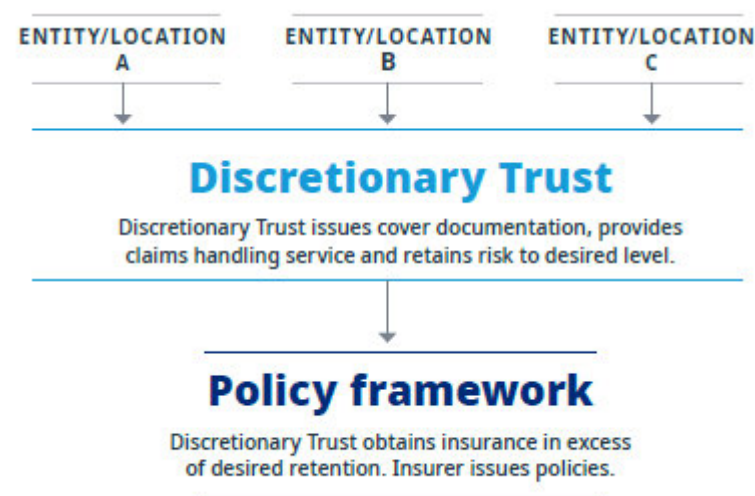 ENTITY/LOCATION ENTITY/LOCATION ENTITY/LOCATION
A B C
Discretionary Trust
Discretionary Trust issues cover documentation, provides
claims handling service and retains risk to desired level.
Policy framework
Discretionary Trust obtains insurance in excess
of desired retention. Insurer issues policies.